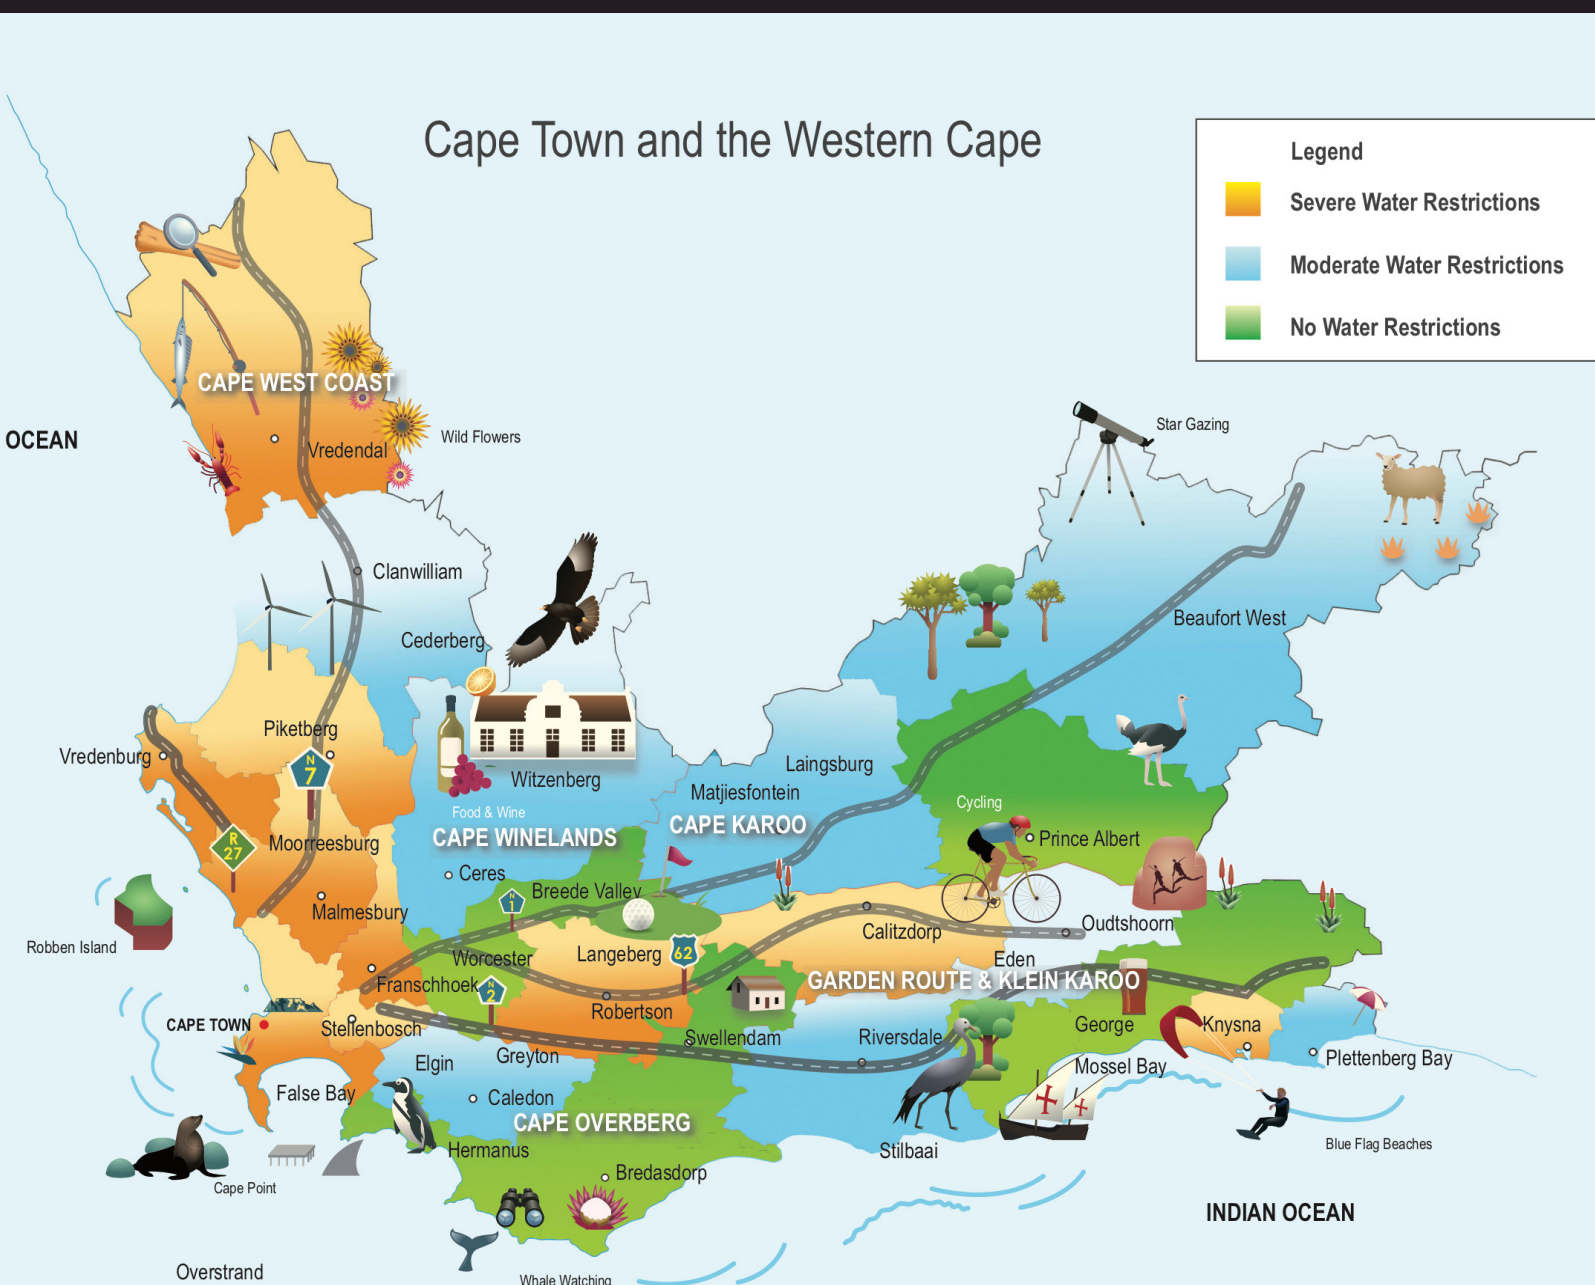 Cape Town and the Western Cape
Legend
Severe Water Restrictions
Moderate Water Restrictions
No Water Restrictions
CAPE WEST COAST
Star Gazing
OCEAN
Wild Flowers
Vredendal
Clanwilliam
Beaufort West
Cederberg
Piketberg
Vredenburg
N
7
Witzenberg
Laingsburg
Matjiesfontein
Food & Wine
CAPE WINELANDS
CAPE KAROO
Cycling
Prince Albert
R
27
Moorreesburg
Ceres
Breede Valley
N
1
Malmesbury
Calitzdorp
Oudtshoorn
Robben Island
Worcester
Langeberg
62
Eden
GARDEN ROUTE & KLEIN KAROO
Franschhoek
N
2
Robertson
CAPE TOWN
Stellenbosch
Swellendam
Riversdale
George
Knysna
Elgin
Greyton
Plettenberg Bay
Mossel Bay
False Bay
Caledon
CAPE OVERBERG
Hermanus
Stilbaai
Blue Flag Beaches
Bredasdorp
Cape Point
INDIAN OCEAN
Overstrand
Whale Watching